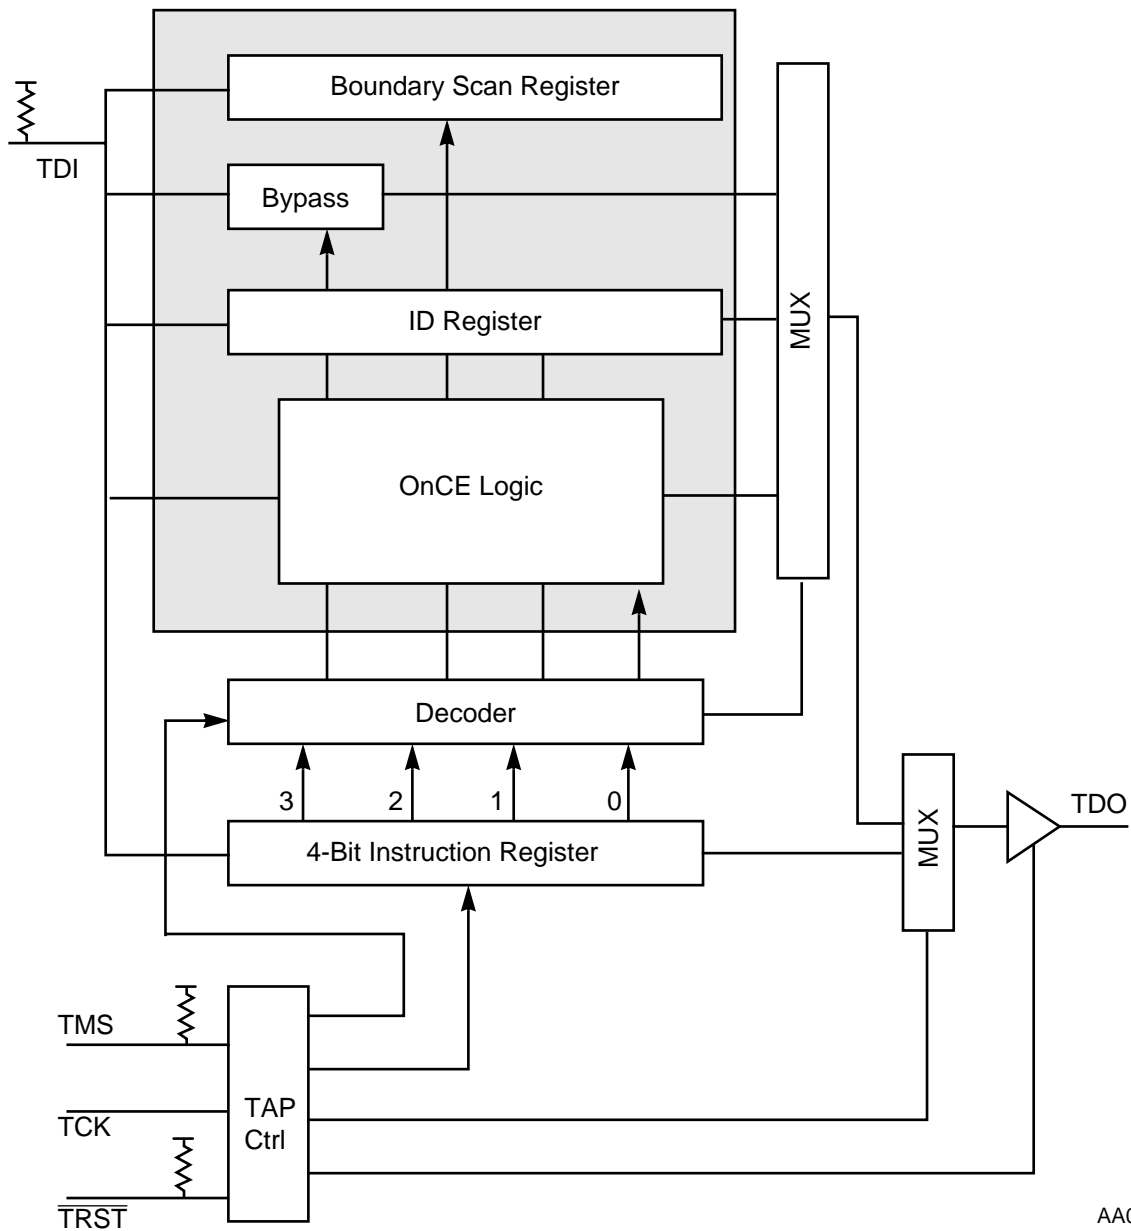 Boundary Scan Register
TDI
Bypass
ID Register
MUX
OnCE Logic
Decoder
3 2 1 0
TDO
MUX
4-Bit Instruction Register
TMS
TAP
Ctrl
TCK
TRST
AA0